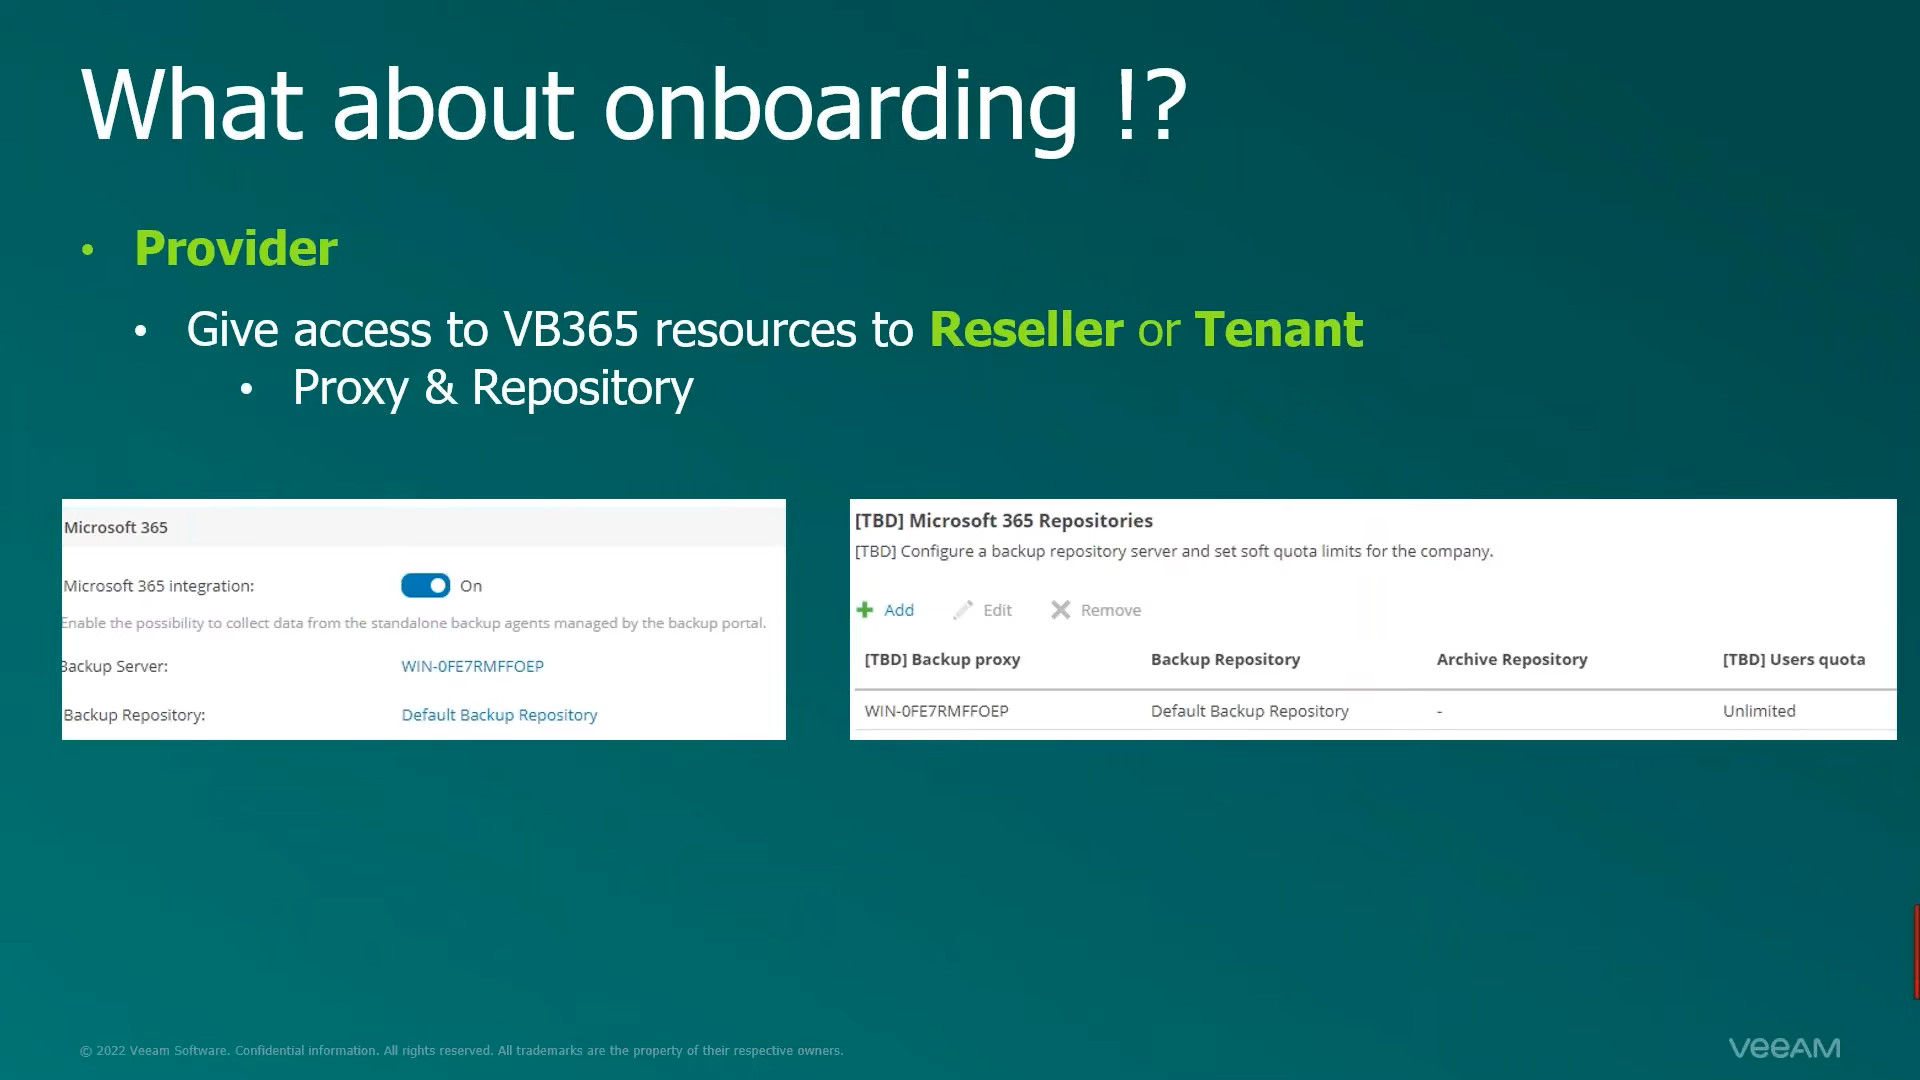 What about onboarding !?
• Provider
• Give access to VB365 resources to Reseller or Tenant
• Proxy & Repository
Microsoft 365
Microsoft 365 integration: On
Enable the possibility to collect data from the standalone backup agents managed by the backup portal.
Backup Server: WIN-0FE7RMFFOEP
Backup Repository: Default Backup Repository
[TBD] Microsoft 365 Repositories
[TBD] Configure a backup repository server and set soft quota limits for the company.
Add Edit Remove
[TBD] Backup proxy Backup Repository Archive Repository [TBD] Users quota
WIN-0FE7RMFFOEP Default Backup Repository - Unlimited
© 2022 Veeam Software. Confidential information. All rights reserved. All trademarks are the property of their respective owners.
veeAM